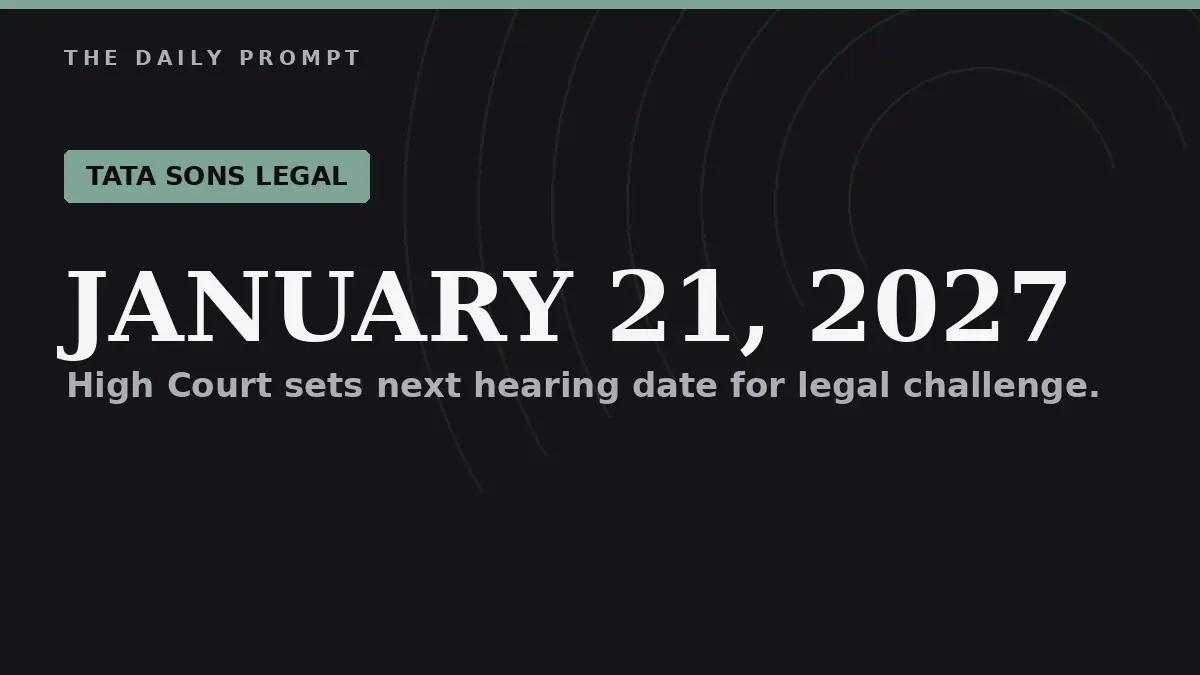 THE DAILY PROMPT
TATA SONS LEGAL
JANUARY 21, 2027
High Court sets next hearing date for legal challenge.